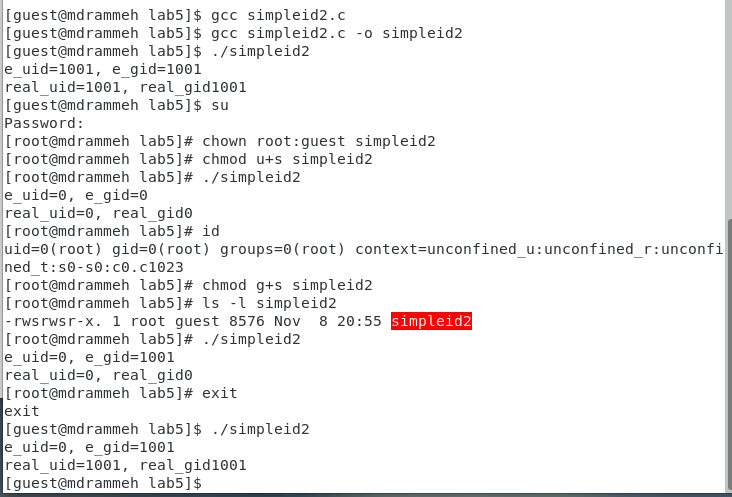 [guest@mdrammeh lab5]$ gcc simpleid2.c
[guest@mdrammeh lab5]$ gcc simpleid2.c -o simpleid2
[guest@mdrammeh lab5]$ ./simpleid2
e_uid=1001, e_gid=1001
real_uid=1001, real_gid1001
[guest@mdrammeh lab5]$ su
Password:
[root@mdrammeh lab5]# chown root:guest simpleid2
[root@mdrammeh lab5]# chmod u+s simpleid2
[root@mdrammeh lab5]# ./simpleid2
e_uid=0, e_gid=0
real_uid=0, real_gid0
[root@mdrammeh lab5]# id
uid=0(root) gid=0(root) groups=0(root) context=unconfined_u:unconfined_r:unconfi
ned_t:s0-s0:c0.c1023
[root@mdrammeh lab5]# chmod g+s simpleid2
[root@mdrammeh lab5]# ls -l simpleid2
-rwsrwsr-x. 1 root guest 8576 Nov  8 20:55 simpleid2
[root@mdrammeh lab5]# ./simpleid2
e_uid=0, e_gid=1001
real_uid=0, real_gid0
[root@mdrammeh lab5]# exit
exit
[guest@mdrammeh lab5]$ ./simpleid2
e_uid=0, e_gid=1001
real_uid=1001, real_gid1001
[guest@mdrammeh lab5]$